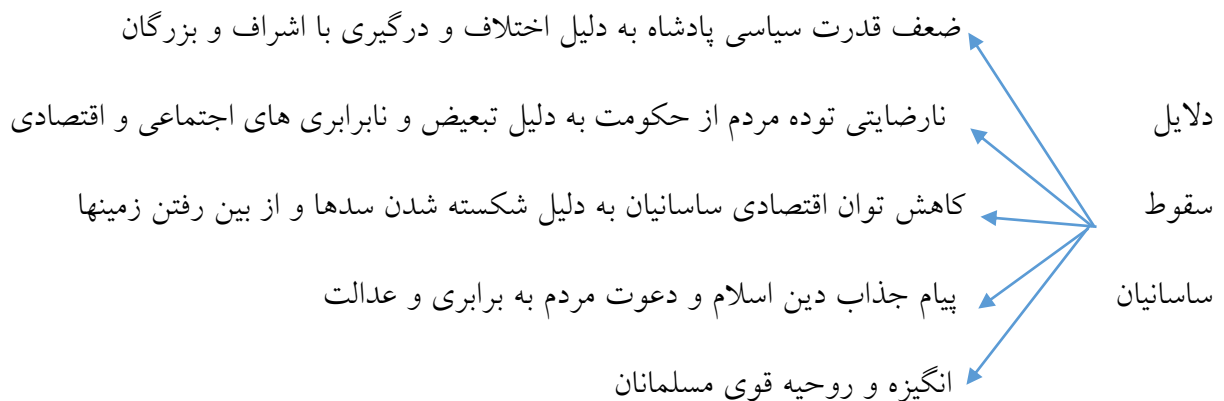 ضعف قدرت سیاسی پادشاه به دلیل اختلاف و درگیری با اشراف و بزرگان
دلایل نارضایتی توده مردم از حکومت به دلیل تبعیض و نابرابری های اجتماعی و اقتصادی
سقوط کاهش توان اقتصادی ساسانیان به دلیل شکسته شدن سدها و از بین رفتن زمینها
ساسانیان پیام جذاب دین اسلام و دعوت مردم به برابری و عدالت
انگیزه و روحیه قوی مسلمانان